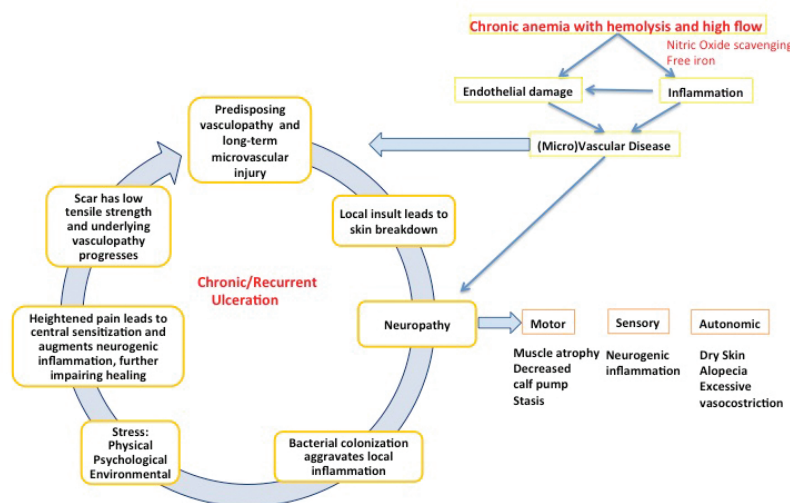 Chronic anemia with hemolysis and high flow
Nitric Oxide scavenging
Free iron
Endothelial damage
Inflammation
(Micro)Vascular Disease
Predisposing
vasculopathy and
long-term
microvascular
injury
Local insult leads to
skin breakdown
Scar has low
tensile strength
and underlying
vasculopathy
progresses
Chronic/Recurrent
Ulceration
Heightened pain leads to
central sensitization and
augments neurogenic
inflammation, further
impairing healing
Neuropathy
Motor
Sensory
Autonomic
Muscle atrophy
Decreased
calf pump
Stasis
Neurogenic
inflammation
Dry Skin
Alopecia
Excessive
vasocostriction
Stress:
Physical
Psychological
Environmental
Bacterial colonization
aggravates local
inflammation